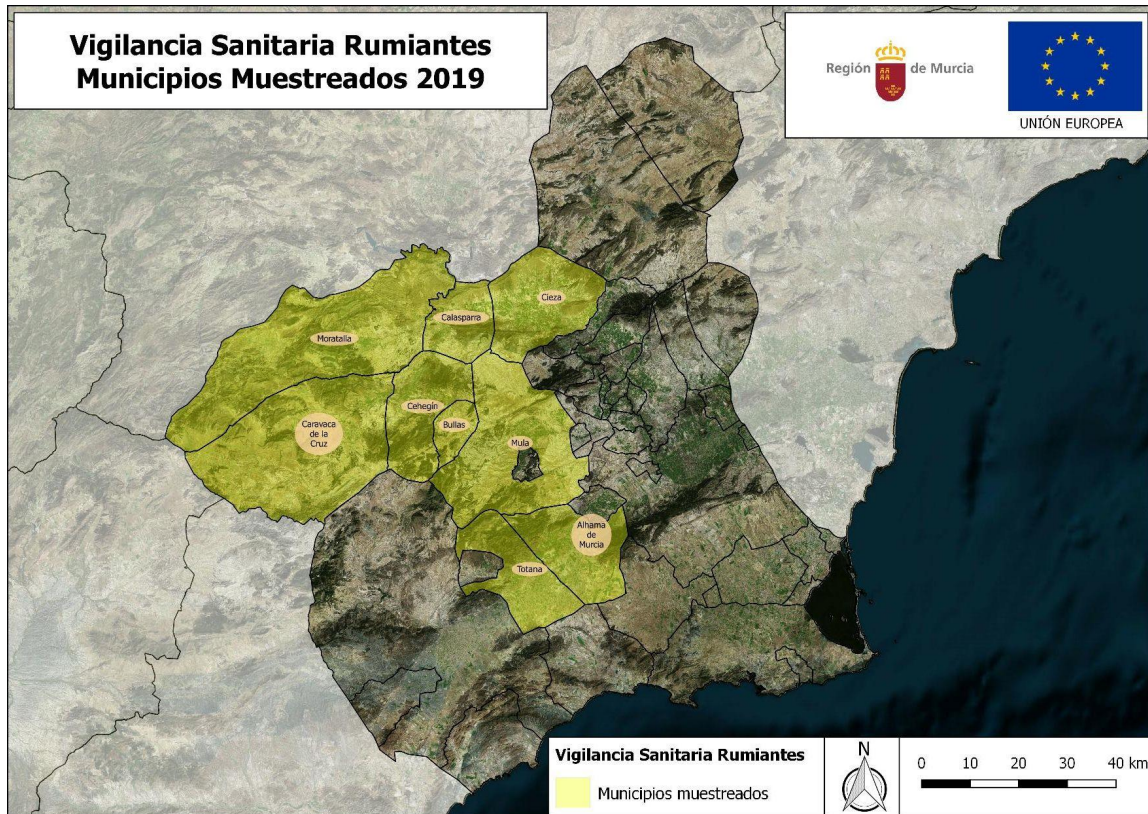 Vigilancia Sanitaria Rumiantes
Municipios Muestreados 2019
Región de Murcia
UNIÓN EUROPEA
Cieza
Calasparra
Moratalla
Cehegín
Caravaca
de la
Cruz
Bullas
Mula
Alhama
de
Murcia
Totana
Vigilancia Sanitaria Rumiantes
Municipios muestreados
N
0 10 20 30 40 km